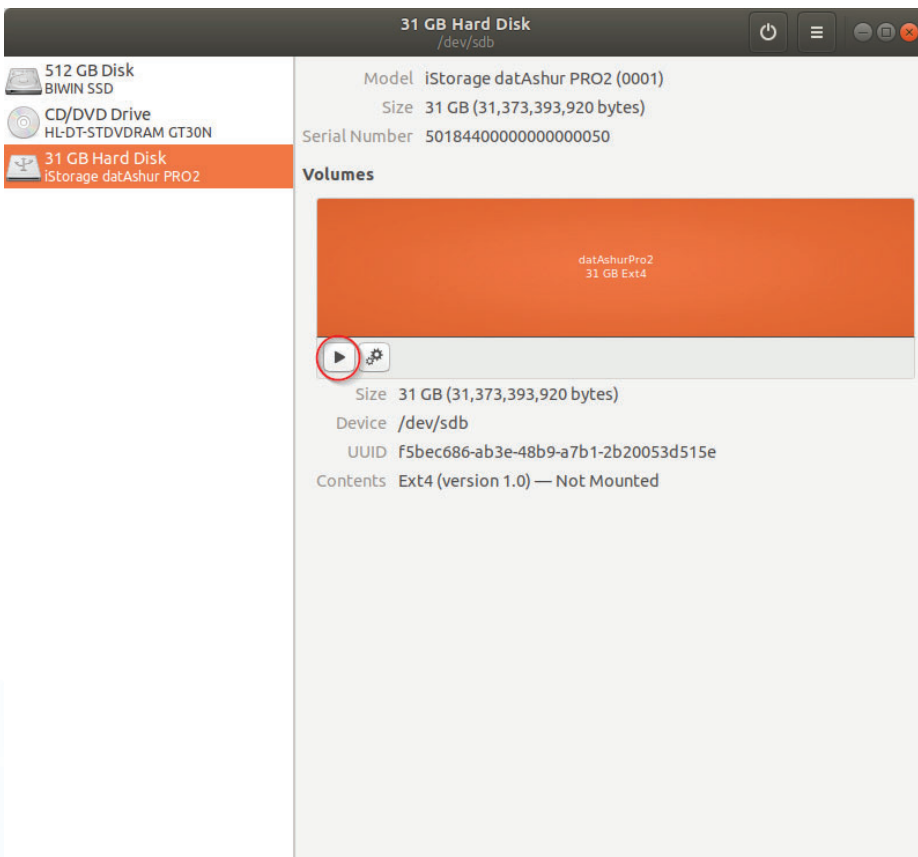 31 GB Hard Disk
/dev/sdb
512 GB Disk
BIWIN SSD
CD/DVD Drive
HL-DT-STDVDRAM GT30N
31 GB Hard Disk
iStorage datAshur PRO2
Model iStorage datAshur PRO2 (0001)
Size 31 GB (31,373,393,920 bytes)
Serial Number 50184400000000000050
Volumes
datAshurPro2
31 GB Ext4
Size 31 GB (31,373,393,920 bytes)
Device /dev/sdb
UUID f5bec686-ab3e-48b9-a7b1-2b20053d515e
Contents Ext4 (version 1.0) — Not Mounted